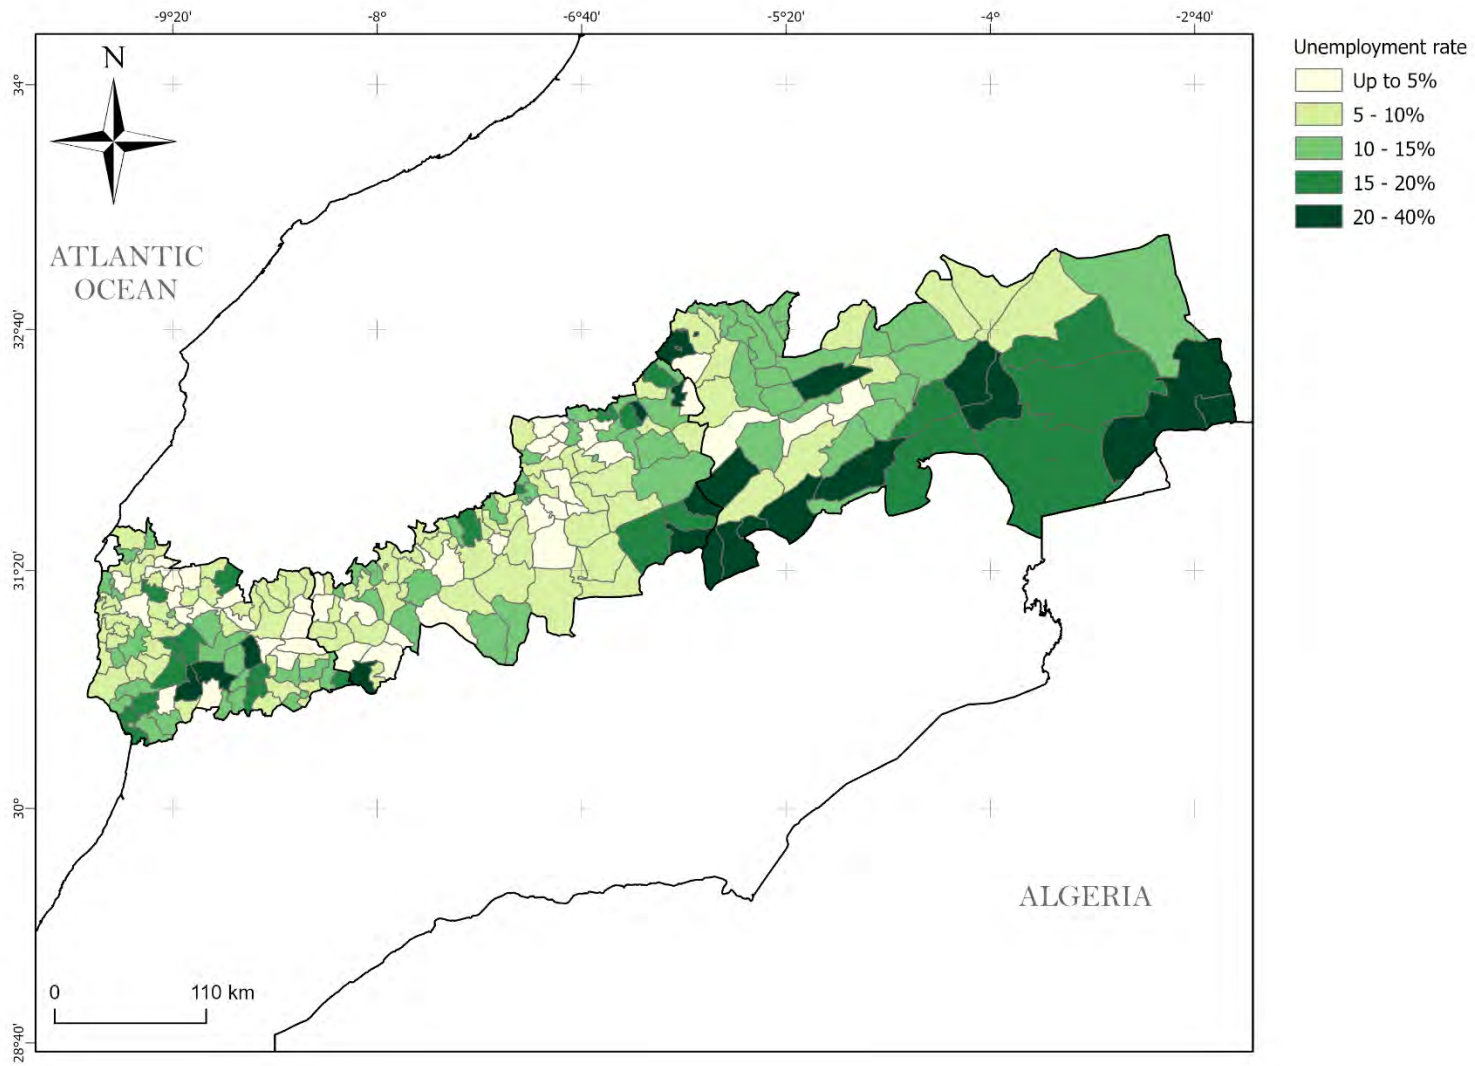 -9°20'
-8°
-6°40'
-5°20'
-4°
-2°40'
Unemployment rate
Up to 5%
5 - 10%
10 - 15%
15 - 20%
20 - 40%
N
34°
ATLANTIC
OCEAN
32°40'
31°20'
30°
ALGERIA
0
110 km
28°40'